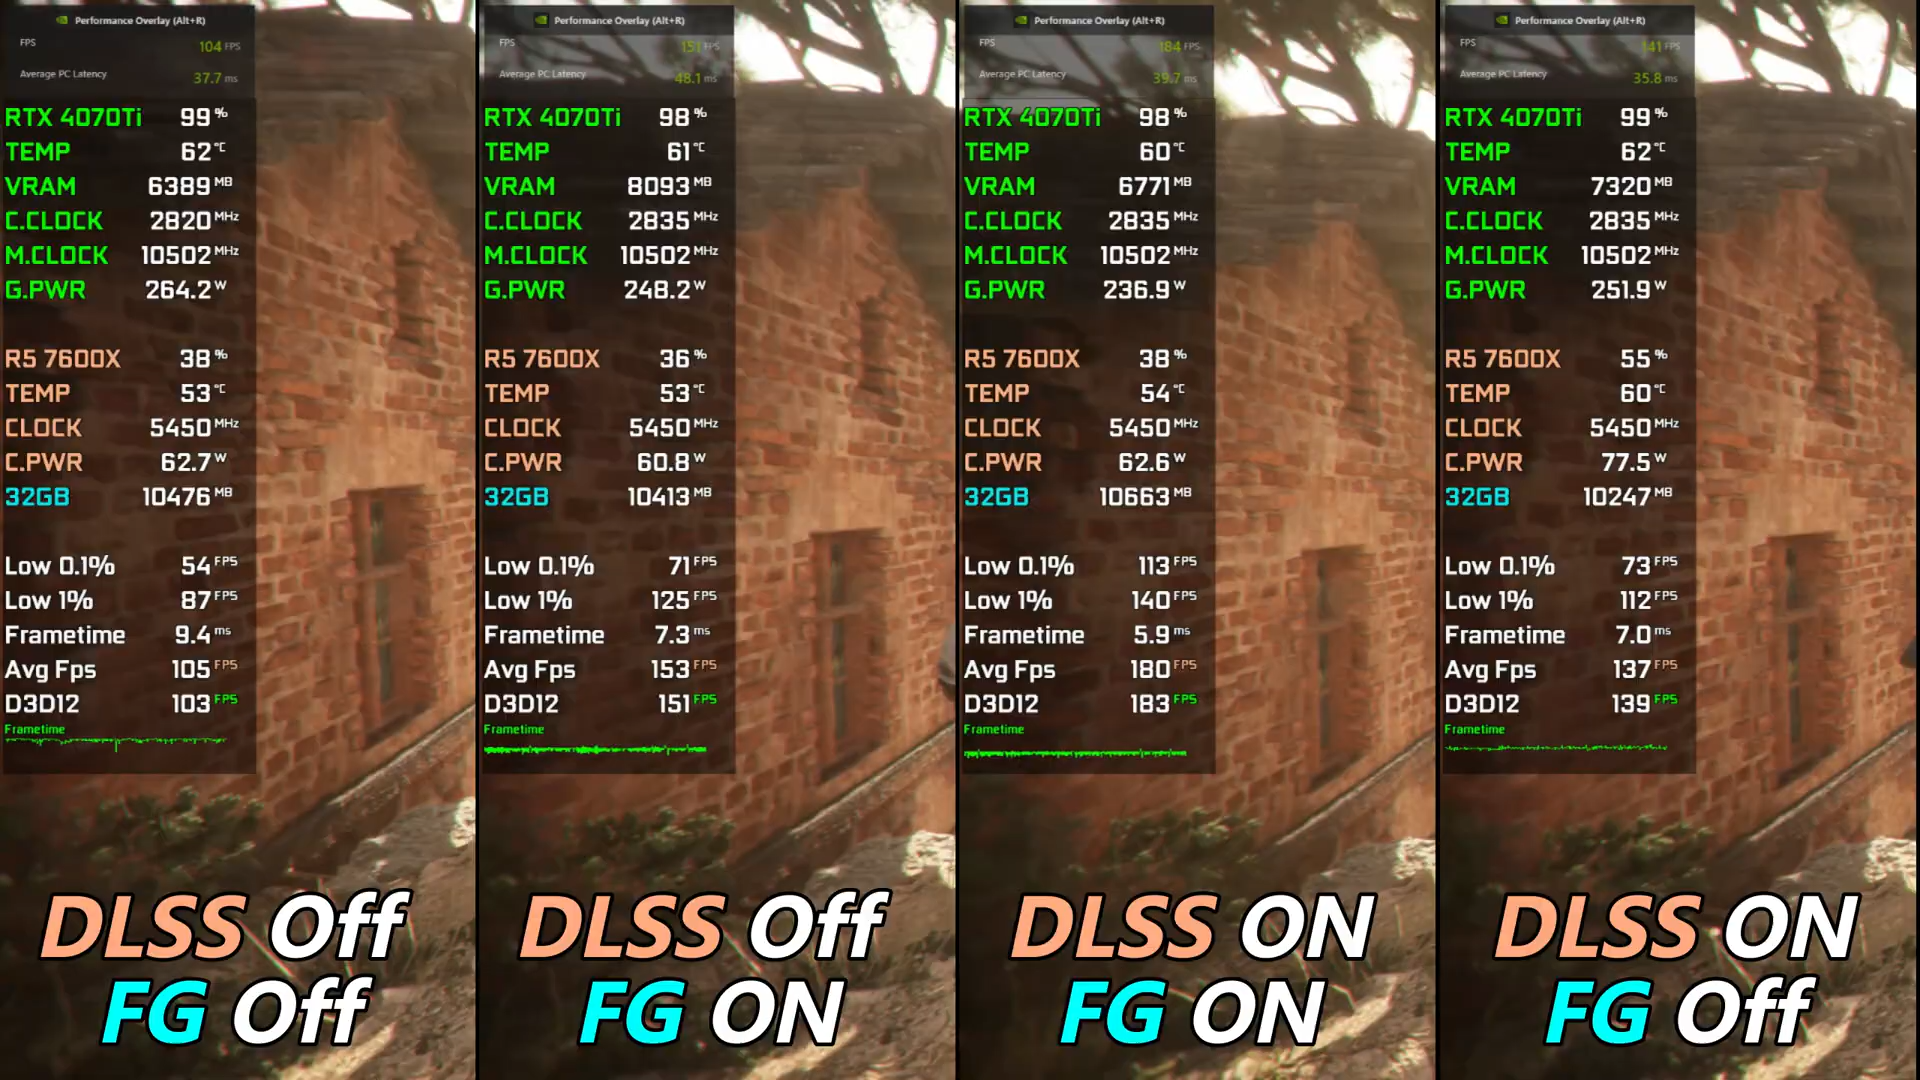 Performance Overlay (Alt+R)
FPS 104 FPS
Average PC Latency 37.7 ms
RTX 4070Ti 99 %
TEMP 62 °C
VRAM 6389 MB
C.CLOCK 2820 MHz
M.CLOCK 10502 MHz
G.PWR 264.2 W
R5 7600X 38 %
TEMP 53 °C
CLOCK 5450 MHz
C.PWR 62.7 W
32GB 10476 MB
Low 0.1% 54 FPS
Low 1% 87 FPS
Frametime 9.4 ms
Avg Fps 105 FPS
D3D12 103 FPS
Frametime
DLSS Off
FG Off
Performance Overlay (Alt+R)
FPS 151 FPS
Average PC Latency 48.1 ms
RTX 4070Ti 98 %
TEMP 61 °C
VRAM 8093 MB
C.CLOCK 2835 MHz
M.CLOCK 10502 MHz
G.PWR 248.2 W
R5 7600X 36 %
TEMP 53 °C
CLOCK 5450 MHz
C.PWR 60.8 W
32GB 10413 MB
Low 0.1% 71 FPS
Low 1% 125 FPS
Frametime 7.3 ms
Avg Fps 153 FPS
D3D12 151 FPS
Frametime
DLSS Off
FG ON
Performance Overlay (Alt+R)
FPS 184 FPS
Average PC Latency 39.7 ms
RTX 4070Ti 98 %
TEMP 60 °C
VRAM 6771 MB
C.CLOCK 2835 MHz
M.CLOCK 10502 MHz
G.PWR 236.9 W
R5 7600X 38 %
TEMP 54 °C
CLOCK 5450 MHz
C.PWR 62.6 W
32GB 10663 MB
Low 0.1% 113 FPS
Low 1% 140 FPS
Frametime 5.9 ms
Avg Fps 180 FPS
D3D12 183 FPS
Frametime
DLSS ON
FG ON
Performance Overlay (Alt+R)
FPS 141 FPS
Average PC Latency 35.8 ms
RTX 4070Ti 99 %
TEMP 62 °C
VRAM 7320 MB
C.CLOCK 2835 MHz
M.CLOCK 10502 MHz
G.PWR 251.9 W
R5 7600X 55 %
TEMP 60 °C
CLOCK 5450 MHz
C.PWR 77.5 W
32GB 10247 MB
Low 0.1% 73 FPS
Low 1% 112 FPS
Frametime 7.0 ms
Avg Fps 137 FPS
D3D12 139 FPS
Frametime
DLSS ON
FG Off